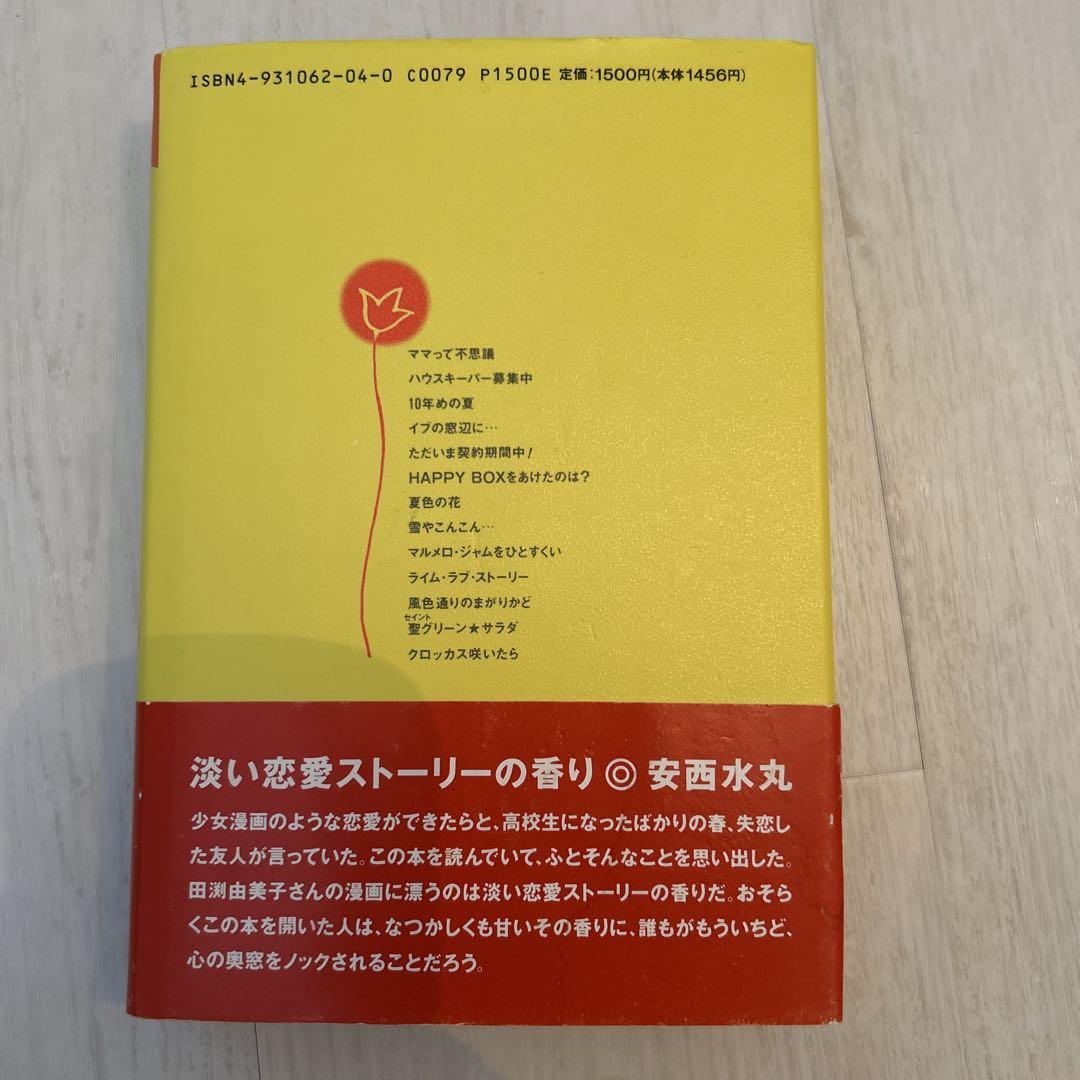 ISBN4-931062-04-0 C0079 P1500E 定価:1500円(本体1456円)
ママって不思議
ハウスキーパー募集中
10年めの夏
イブの窓辺に…
ただいま契約期間中!
HAPPY BOXをあけたのは?
夏色の花
雪やこんこん…
マルメロ・ジャムをひとすくい
ライム・ラブ・ストーリー
風色通りのまがりかど
セイント
聖グリーン★サラダ
クロッカス咲いたら
淡い恋愛ストーリーの香り◎安西水丸
少女漫画のような恋愛ができたらと、高校生になったばかりの春、失恋し
た友人が言っていた。この本を読んでいて、ふとそんなことを思い出した。
田渕由美子さんの漫画に漂うのは淡い恋愛ストーリーの香りだ。おそら
くこの本を開いた人は、なつかしくも甘いその香りに、誰もがもういちど、
心の奥窓をノックされることだろう。